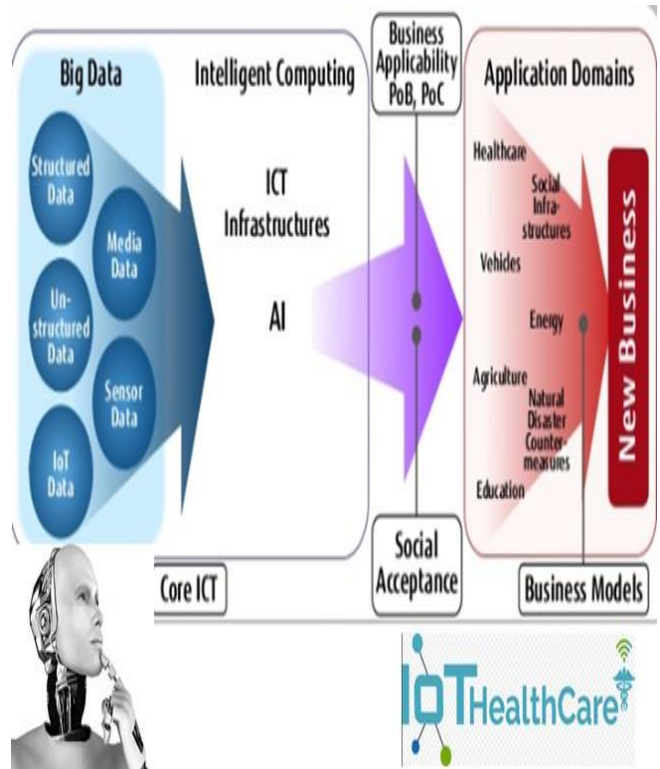 Big Data
Structured
Data
Media
Data
Un-
structured
Data
Sensor
Data
IoT
Data
Intelligent Computing
ICT
Infrastructures
AI
Core ICT
Business
Applicability
PoB, PoC
Social
Acceptance
Application Domains
Healthcare
Social
Infra-
structures
Vehicles
Energy
Agriculture
Natural
Disaster
Counter-
measures
Education
New Business
Business Models
IoTHealthCare